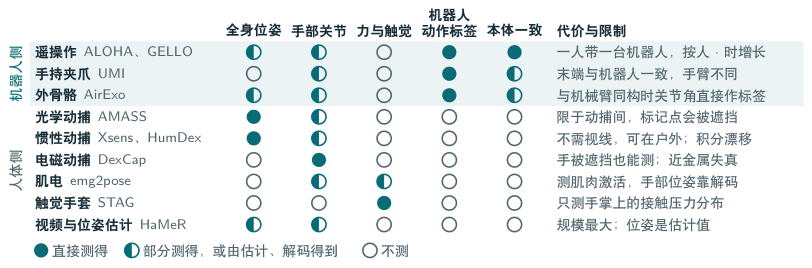 全身位姿 手部关节 力与触觉 机器人动作标签 本体一致 代价与限制
机器人侧
遥操作 ALOHA、GELLO 一人带一台机器人，按人·时增长
手持夹爪 UMI 末端与机器人一致，手臂不同
外骨骼 AirExo 与机械臂同构时关节角直接作标签
人体侧
光学动捕 AMASS 限于动捕间，标记点会被遮挡
惯性动捕 Xsens、HumDex 不需视线，可在户外；积分漂移
电磁动捕 DexCap 手被遮挡也能测；近金属失真
肌电 emg2pose 测肌肉激活，手部位姿靠解码
触觉手套 STAG 只测手掌上的接触压力分布
视频与位姿估计 HaMeR 规模最大；位姿是估计值
直接测得 部分测得，或由估计、解码得到 不测